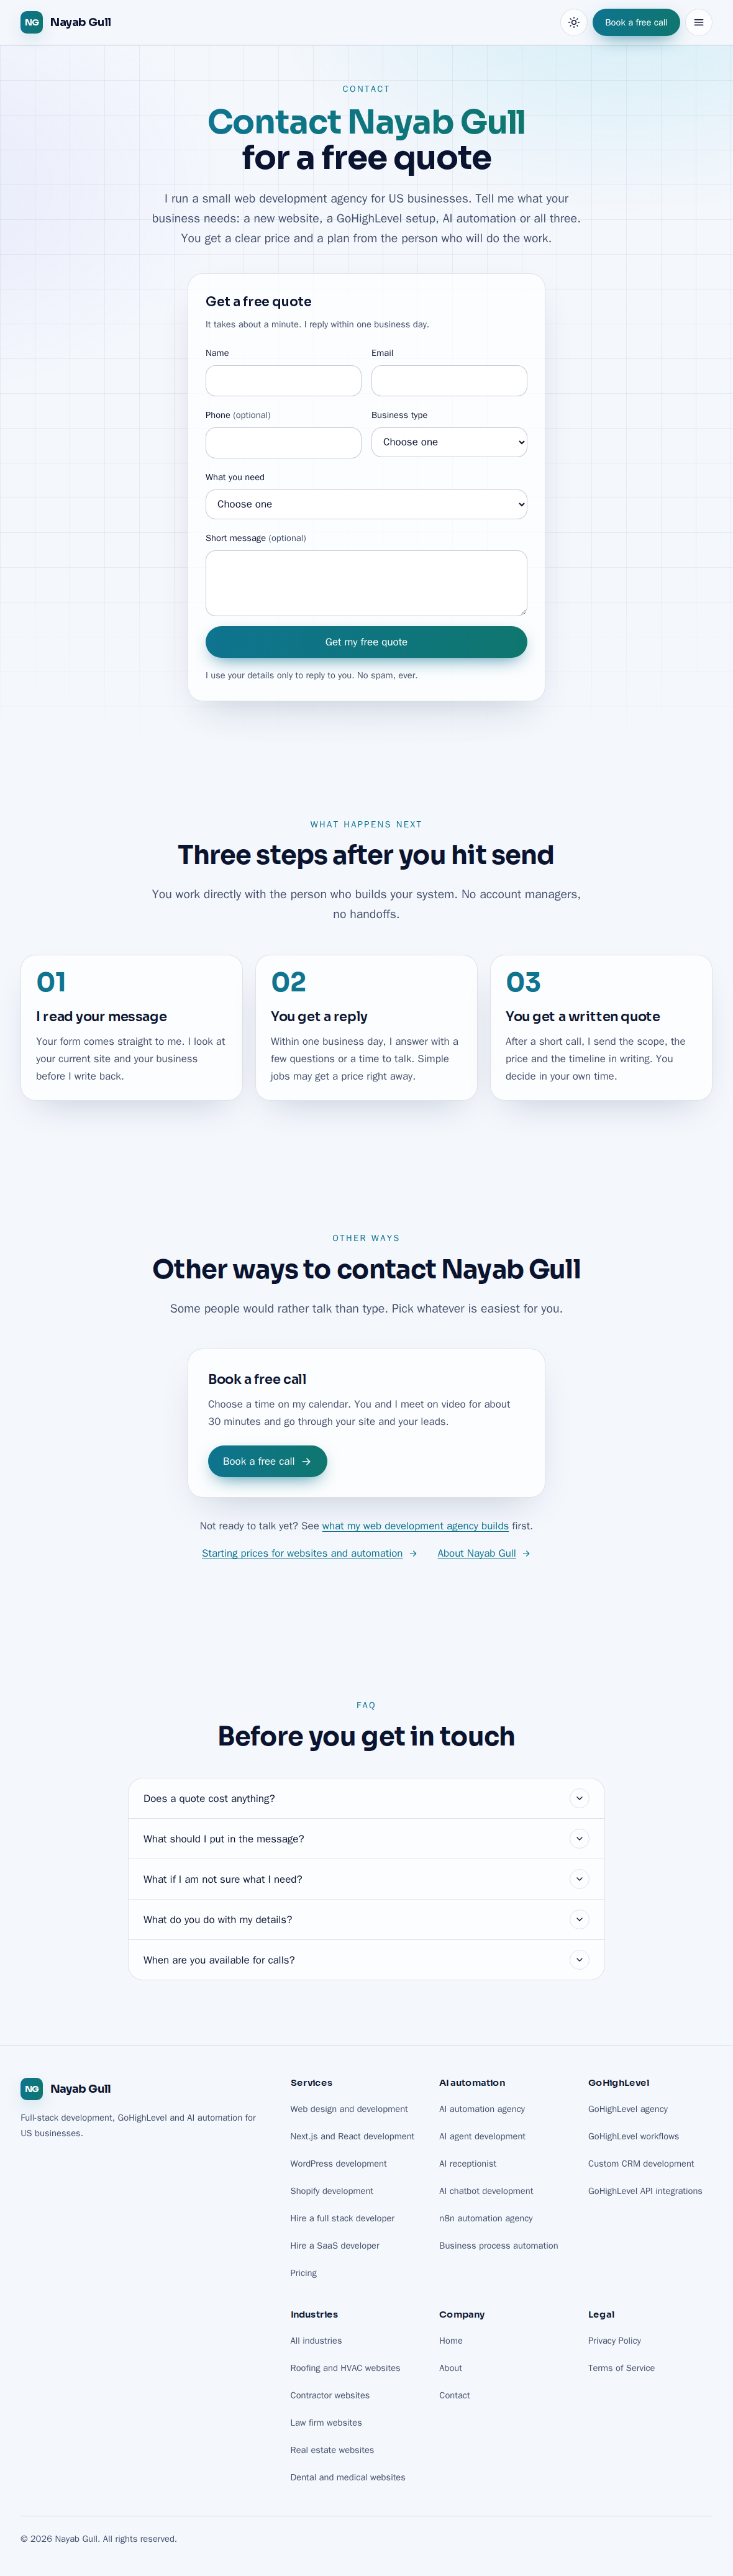 NG Nayab Gull
Book a free call
CONTACT
Contact Nayab Gull
for a free quote
I run a small web development agency for US businesses. Tell me what your
business needs: a new website, a GoHighLevel setup, AI automation or all three.
You get a clear price and a plan from the person who will do the work.
Get a free quote
It takes about a minute. I reply within one business day.
Name
Email
Phone (optional)
Business type
Choose one
What you need
Choose one
Short message (optional)
Get my free quote
I use your details only to reply to you. No spam, ever.
WHAT HAPPENS NEXT
Three steps after you hit send
You work directly with the person who builds your system. No account managers,
no handoffs.
01
I read your message
Your form comes straight to me. I look at
your current site and your business
before I write back.
02
You get a reply
Within one business day, I answer with a
few questions or a time to talk. Simple
jobs may get a price right away.
03
You get a written quote
After a short call, I send the scope, the
price and the timeline in writing. You
decide in your own time.
OTHER WAYS
Other ways to contact Nayab Gull
Some people would rather talk than type. Pick whatever is easiest for you.
Book a free call
Choose a time on my calendar. You and I meet on video for about
30 minutes and go through your site and your leads.
Book a free call →
Not ready to talk yet? See what my web development agency builds first.
Starting prices for websites and automation → About Nayab Gull →
FAQ
Before you get in touch
Does a quote cost anything?
What should I put in the message?
What if I am not sure what I need?
What do you do with my details?
When are you available for calls?
NG Nayab Gull
Full-stack development, GoHighLevel and AI automation for
US businesses.
Services
Web design and development
Next.js and React development
WordPress development
Shopify development
Hire a full stack developer
Hire a SaaS developer
Pricing
AI automation
AI automation agency
AI agent development
AI receptionist
AI chatbot development
n8n automation agency
Business process automation
GoHighLevel
GoHighLevel agency
GoHighLevel workflows
Custom CRM development
GoHighLevel API integrations
Industries
All industries
Roofing and HVAC websites
Contractor websites
Law firm websites
Real estate websites
Dental and medical websites
Company
Home
About
Contact
Legal
Privacy Policy
Terms of Service
© 2026 Nayab Gull. All rights reserved.